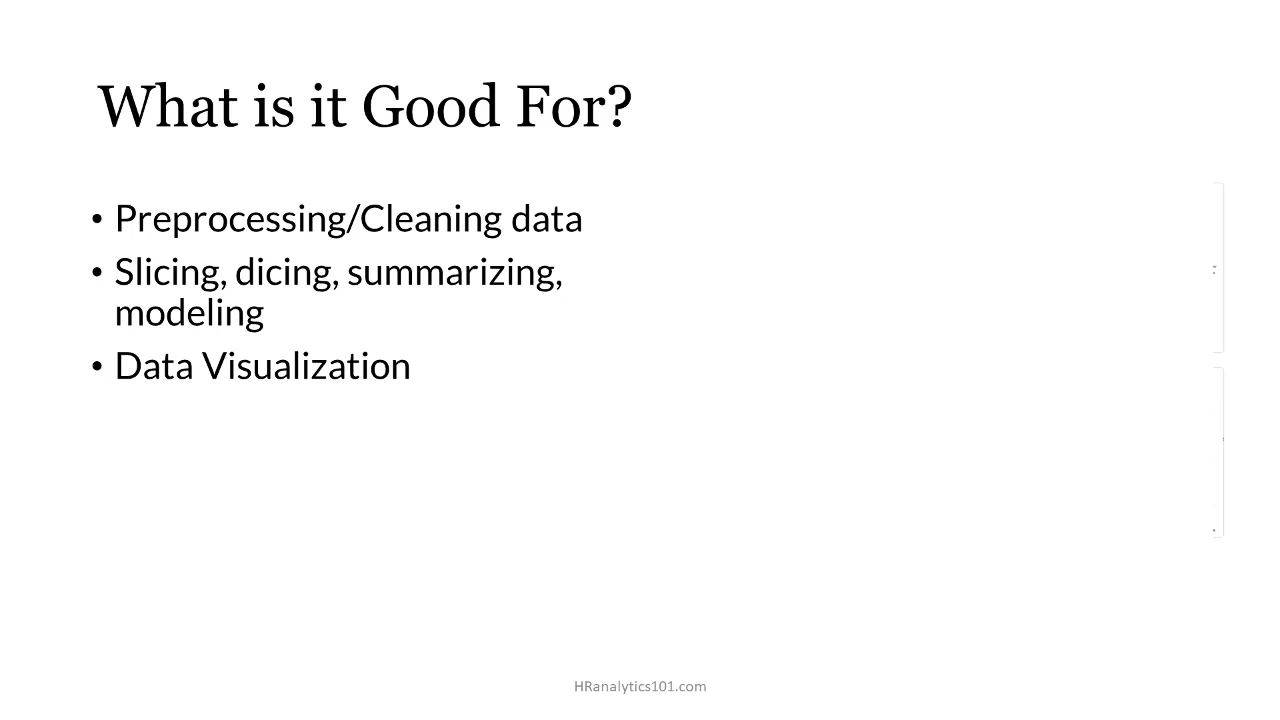 What is it Good For?
• Preprocessing/Cleaning data
• Slicing, dicing, summarizing,
modeling
• Data Visualization
HRanalytics101.com